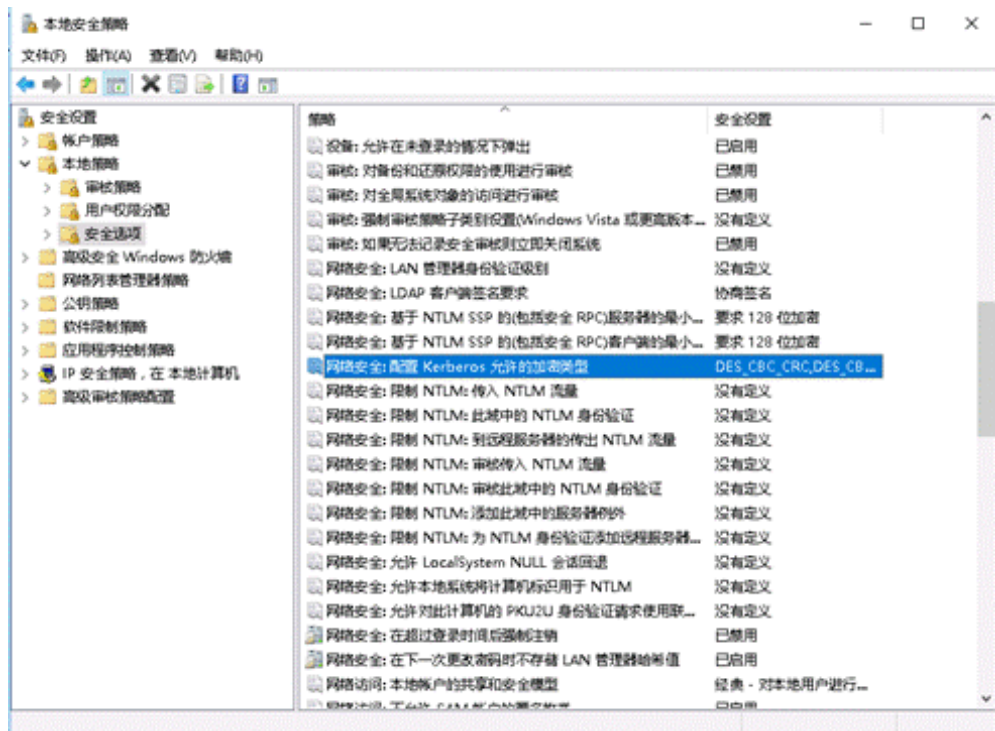 本地安全策略
文件(F) 操作(A) 查看(V) 帮助(H)
安全设置
帐户策略
本地策略
审核策略
用户权限分配
安全选项
高级安全 Windows 防火墙
网络列表管理器策略
公钥策略
软件限制策略
应用程序控制策略
IP 安全策略，在 本地计算机
高级审核策略配置
策略 安全设置
设备: 允许在未登录的情况下弹出 已启用
审核: 对备份和还原权限的使用进行审核 已禁用
审核: 对全局系统对象的访问进行审核 已禁用
审核: 强制审核策略子类别设置(Windows Vista 或更高版本... 没有定义
审核: 如果无法记录安全审核则立即关闭系统 已禁用
网络安全: LAN 管理器身份验证级别 没有定义
网络安全: LDAP 客户端签名要求 协商签名
网络安全: 基于 NTLM SSP 的(包括安全 RPC)服务器的最小... 要求 128 位加密
网络安全: 基于 NTLM SSP 的(包括安全 RPC)客户端的最小... 要求 128 位加密
网络安全: 配置 Kerberos 允许的加密类型 DES_CBC_CRC,DES_CB...
网络安全: 限制 NTLM: 传入 NTLM 流量 没有定义
网络安全: 限制 NTLM: 此域中的 NTLM 身份验证 没有定义
网络安全: 限制 NTLM: 到远程服务器的传出 NTLM 流量 没有定义
网络安全: 限制 NTLM: 审核传入 NTLM 流量 没有定义
网络安全: 限制 NTLM: 审核此域中的 NTLM 身份验证 没有定义
网络安全: 限制 NTLM: 添加此域中的服务器例外 没有定义
网络安全: 限制 NTLM: 为 NTLM 身份验证添加远程服务器... 没有定义
网络安全: 允许 LocalSystem NULL 会话回退 没有定义
网络安全: 允许本地系统将计算机标识用于 NTLM 没有定义
网络安全: 允许对此计算机的 PKU2U 身份验证请求使用联... 没有定义
网络安全: 在超过登录时间后强制注销 已禁用
网络安全: 在下一次更改密码时不存储 LAN 管理器哈希值 已启用
网络访问: 本地帐户的共享和安全模型 经典 - 对本地用户进行...